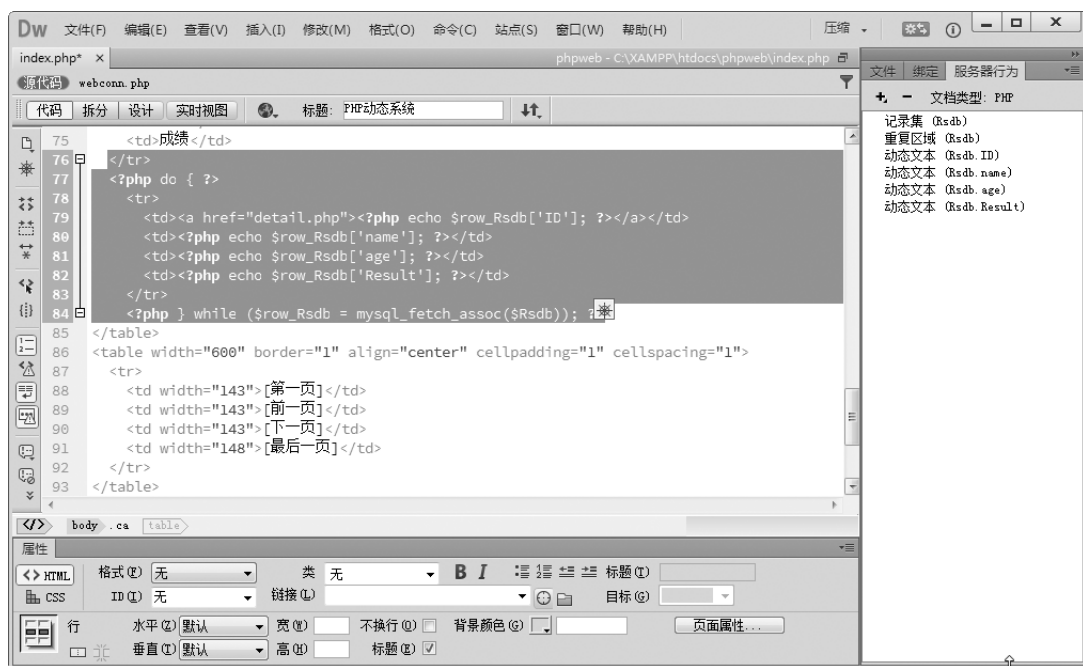 Dw 文件(F) 编辑(E) 查看(V) 插入(I) 修改(M) 格式(O) 命令(C) 站点(S) 窗口(W) 帮助(H) 压缩
index.php* × phpweb - C:\XAMPP\htdocs\phpweb\index.php
源代码 webconn.php
代码 拆分 设计 实时视图 标题: PHP动态系统
75 <td>成绩</td>
76 </tr>
77 <?php do { ?>
78 <tr>
79 <td><a href="detail.php"><?php echo $row_Rsdb['ID']; ?></a></td>
80 <td><?php echo $row_Rsdb['name']; ?></td>
81 <td><?php echo $row_Rsdb['age']; ?></td>
82 <td><?php echo $row_Rsdb['Result']; ?></td>
83 </tr>
84 <?php } while ($row_Rsdb = mysql_fetch_assoc($Rsdb)); ?
85 </table>
86 <table width="600" border="1" align="center" cellpadding="1" cellspacing="1">
87 <tr>
88 <td width="143">[第一页]</td>
89 <td width="143">[前一页]</td>
90 <td width="143">[下一页]</td>
91 <td width="148">[最后一页]</td>
92 </tr>
93 </table>
body .ca table
属性
<> HTML 格式(F) 无 类 无 B I 标题(T)
CSS ID(I) 无 链接(L) 目标(G)
行 水平(Z) 默认 宽(W) 不换行(O) 背景颜色(G) 页面属性...
垂直(T) 默认 高(H) 标题(E)
文件 绑定 服务器行为
+ - 文档类型: PHP
记录集 (Rsdb)
重复区域 (Rsdb)
动态文本 (Rsdb.ID)
动态文本 (Rsdb.name)
动态文本 (Rsdb.age)
动态文本 (Rsdb.Result)